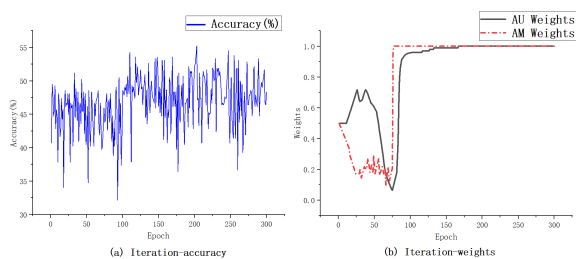 Accuracy(%)
55
50
45
40
35
30
Accuracy(%)
0 50 100 150 200 250 300
Epoch
(a) Iteration-accuracy
AU Weights
AM Weights
1.0
0.8
0.6
0.4
0.2
0.0
Weights
0 50 100 150 200 250 300
Epoch
(b) Iteration-weights